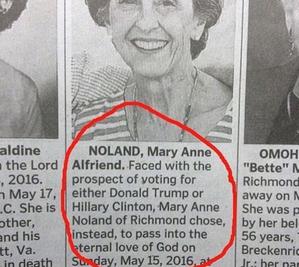 aldine
the Lord
, 2016.
n May 17,
.C. She is
other,
and his
tt, Va.
in death
NOLAND, Mary Anne
Alfriend. Faced with the
prospect of voting for
either Donald Trump or
Hillary Clinton, Mary Anne
Noland of Richmond chose,
instead, to pass into the
eternal love of God on
Sunday, May 15, 2016, at
OMOH
"Bette" M
Richmond
away on M
She was p
by her belo
56 years, T
Jr.; her par